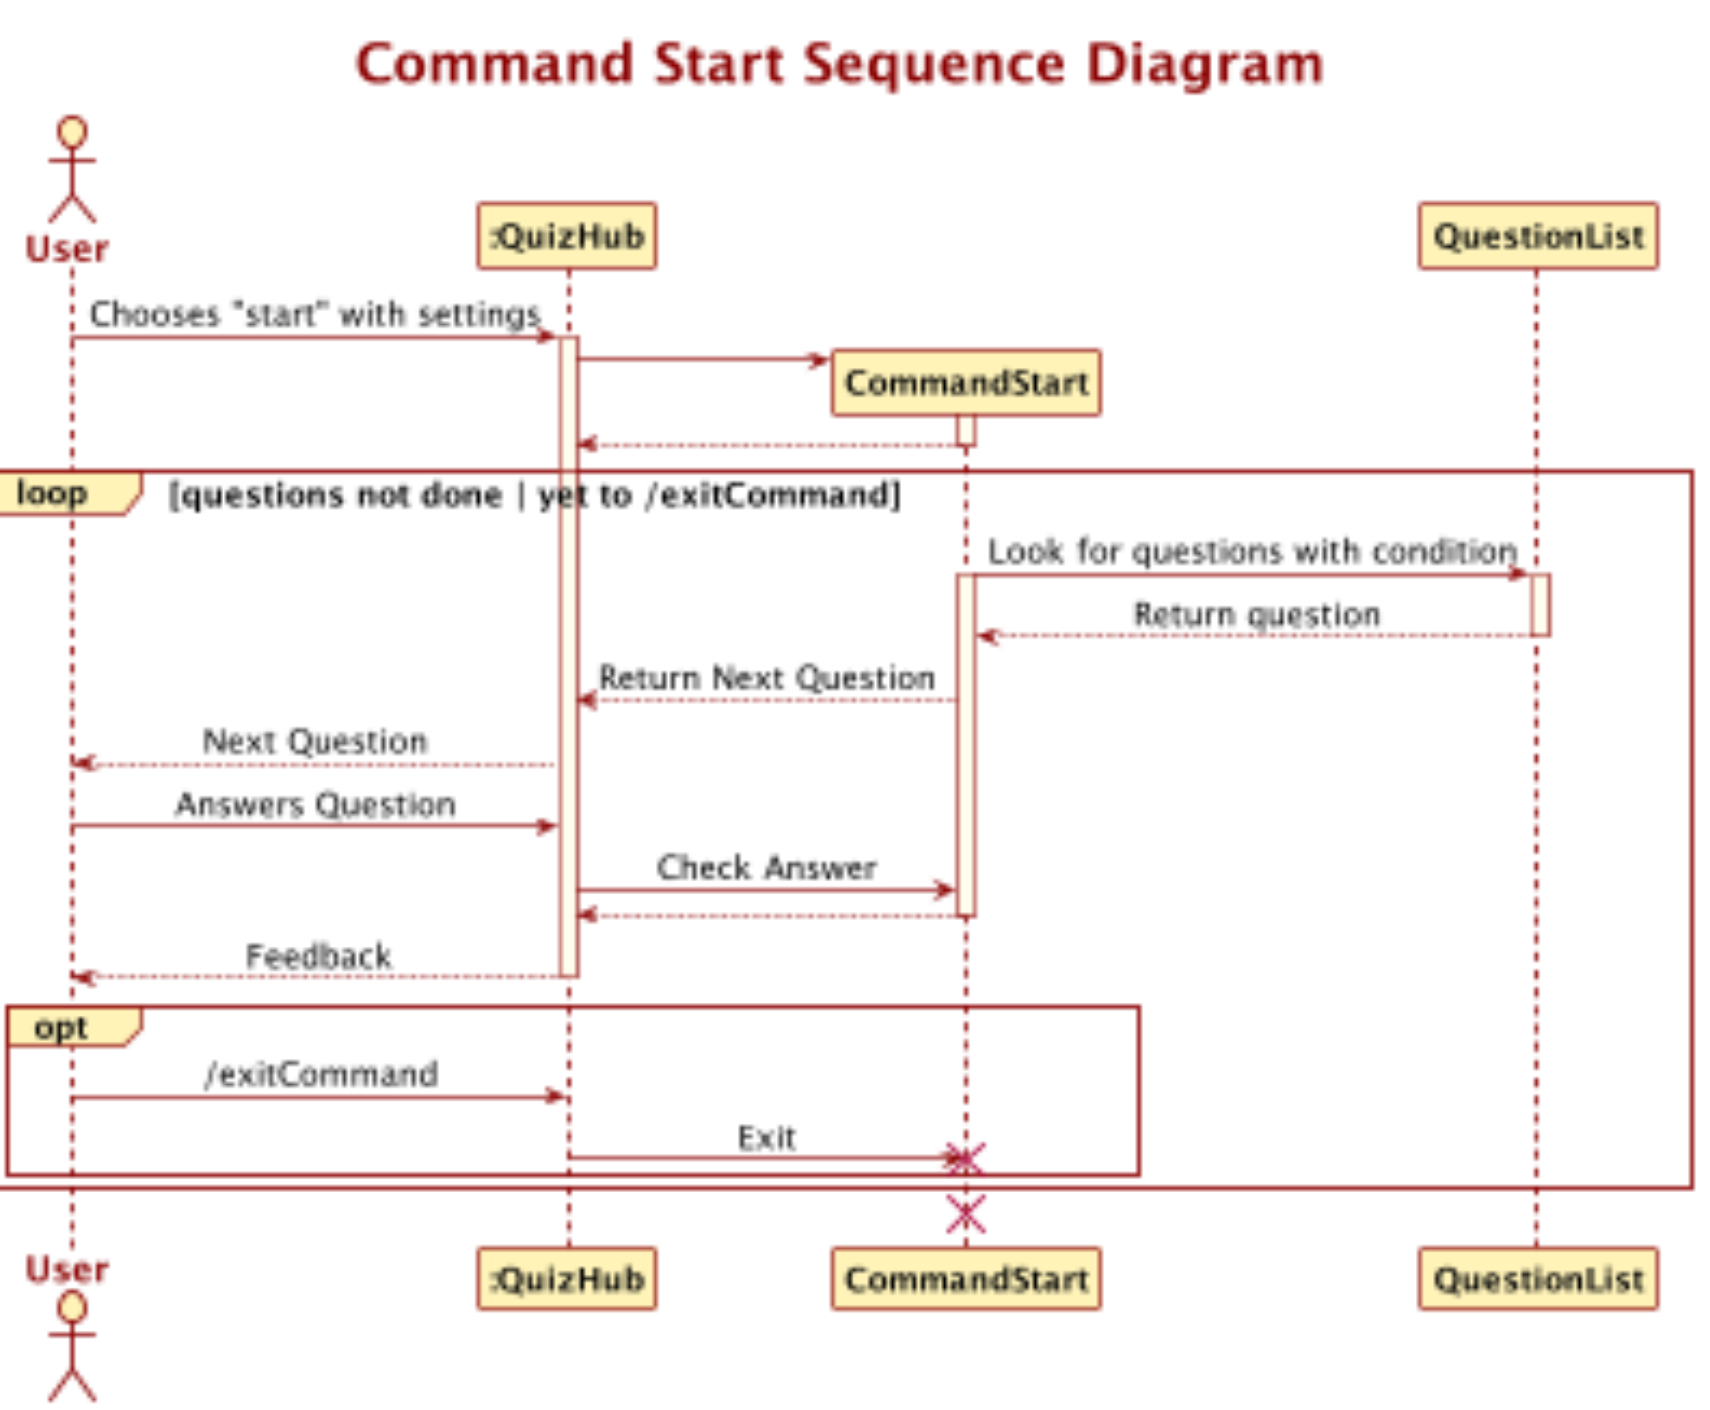 Command Start Sequence Diagram
User
:QuizHub
QuestionList
Chooses "start" with settings
CommandStart
loop
[questions not done | yet to /exitCommand]
Look for questions with condition
Return question
Return Next Question
Next Question
Answers Question
Check Answer
Feedback
opt
/exitCommand
Exit
User
:QuizHub
CommandStart
QuestionList